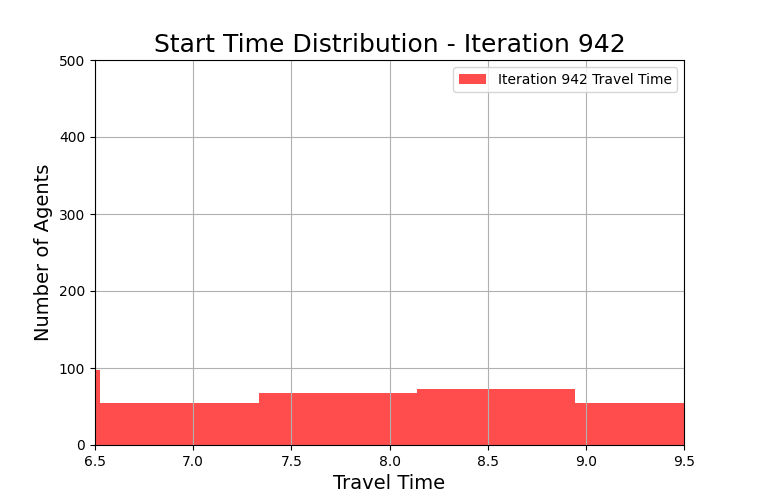 Start Time Distribution - Iteration 942
Iteration 942 Travel Time
Number of Agents
500
400
300
200
100
0
6.5 7.0 7.5 8.0 8.5 9.0 9.5
Travel Time